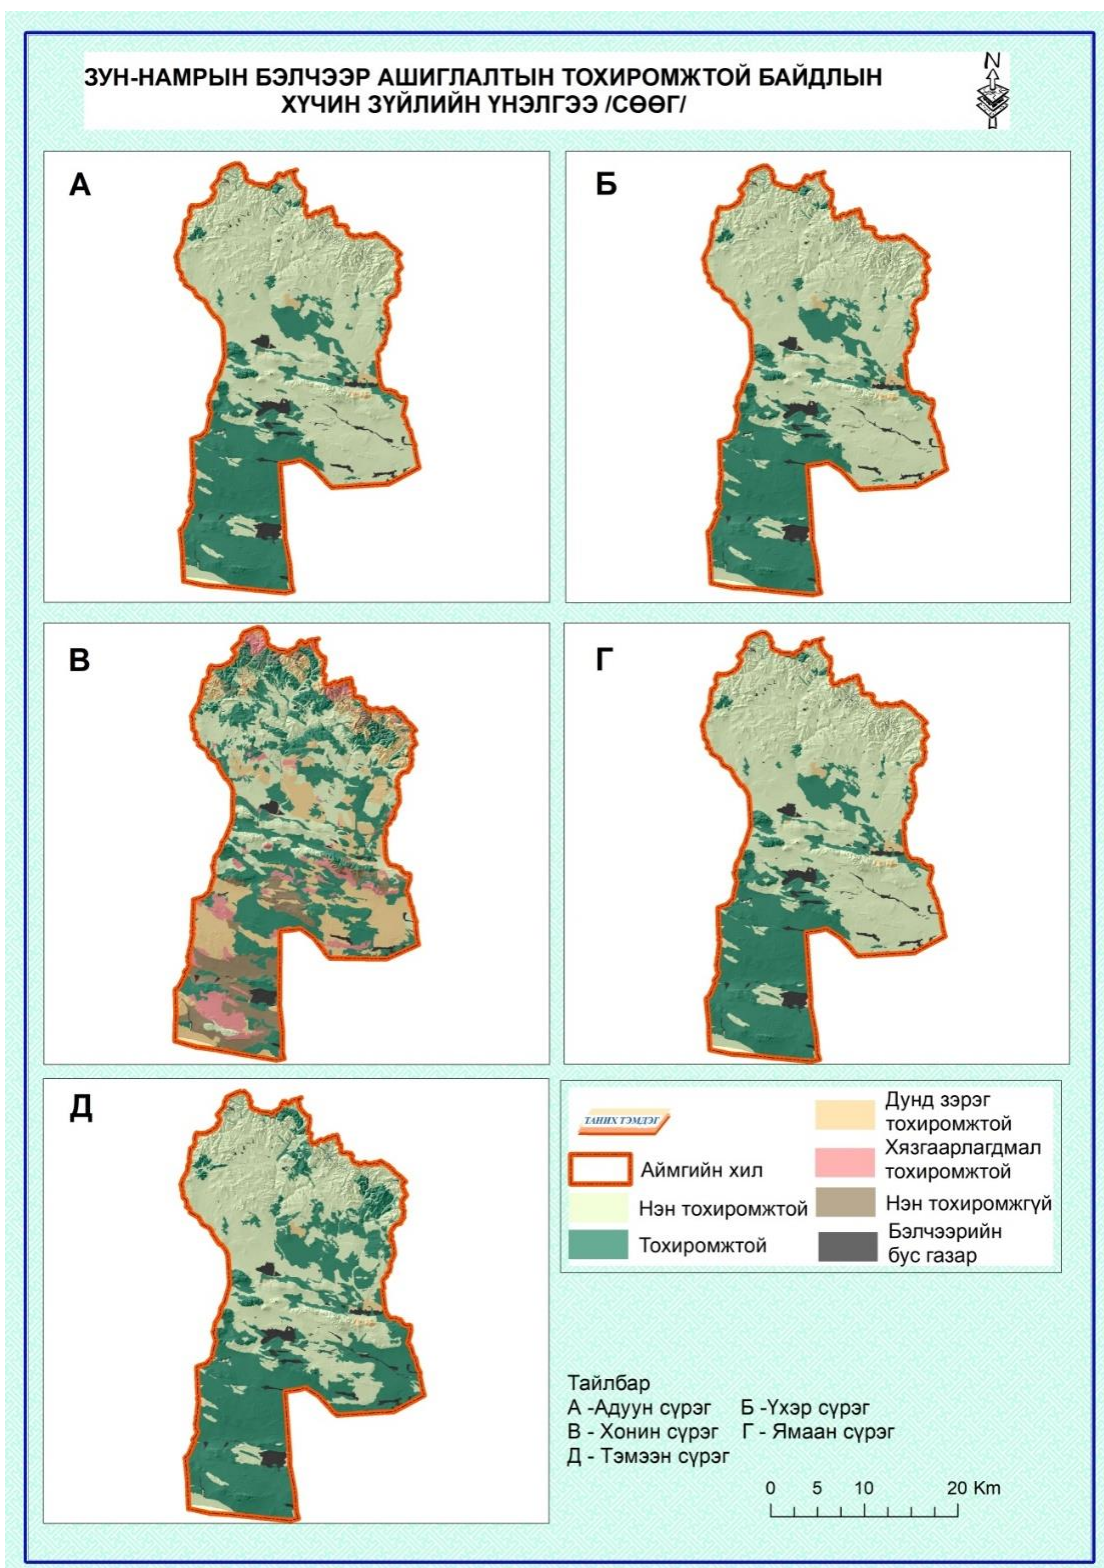 ЗУН-НАМРЫН БЭЛЧЭЭР АШИГЛАЛТЫН ТОХИРОМЖТОЙ БАЙДЛЫН
ХҮЧИН ЗҮЙЛИЙН ҮНЭЛГЭЭ /СӨӨГ/
N
А
Б
В
Г
Д
ТАНИХ ТЭМДЭГ
Аймгийн хил
Нэн тохиромжтой
Тохиромжтой
Дунд зэрэг
тохиромжтой
Хязгаарлагдмал
тохиромжтой
Нэн тохиромжгүй
Бэлчээрийн
бус газар
Тайлбар
А -Адуун сүрэг Б -Үхэр сүрэг
В - Хонин сүрэг Г - Ямаан сүрэг
Д - Тэмээн сүрэг
0 5 10 20 Km